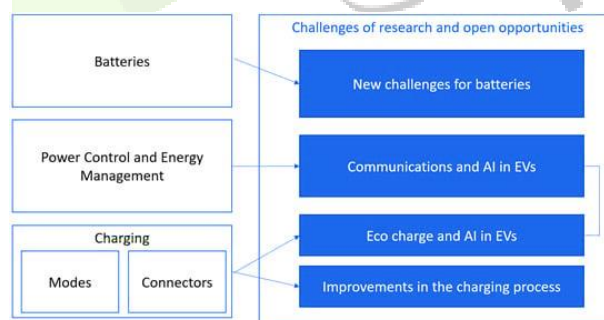 Challenges of research and open opportunities
Batteries
New challenges for batteries
Power Control and Energy
Management
Communications and AI in EVs
Charging
Modes
Connectors
Eco charge and AI in EVs
Improvements in the charging process